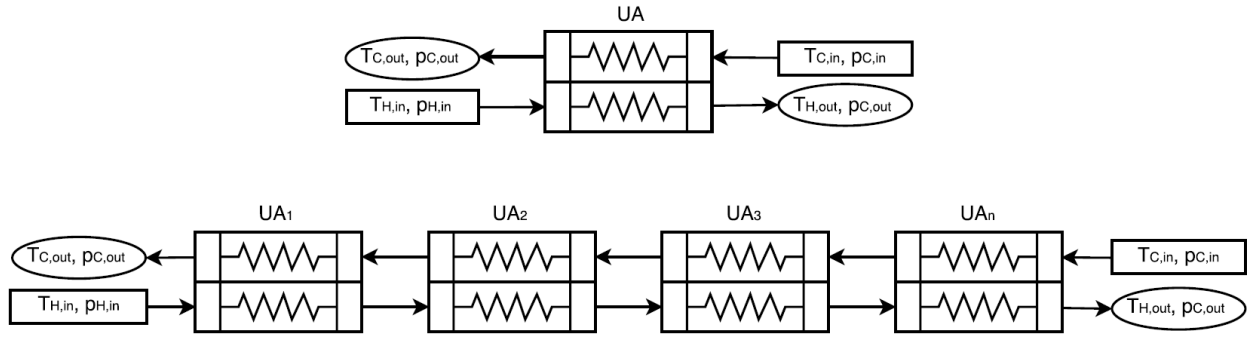 UA
TC,out, pC,out
TC,in, pC,in
TH,in, pH,in
TH,out, pC,out
UA1
UA2
UA3
UAn
TC,out, pC,out
TC,in, pC,in
TH,in, pH,in
TH,out, pC,out